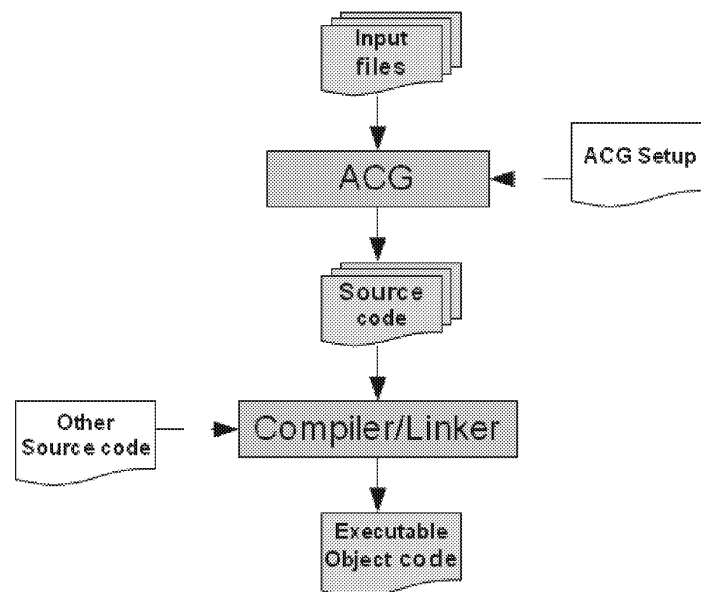 Input
files
ACG
ACG Setup
Source
code
Other
Source code
Compiler/Linker
Executable
Object code